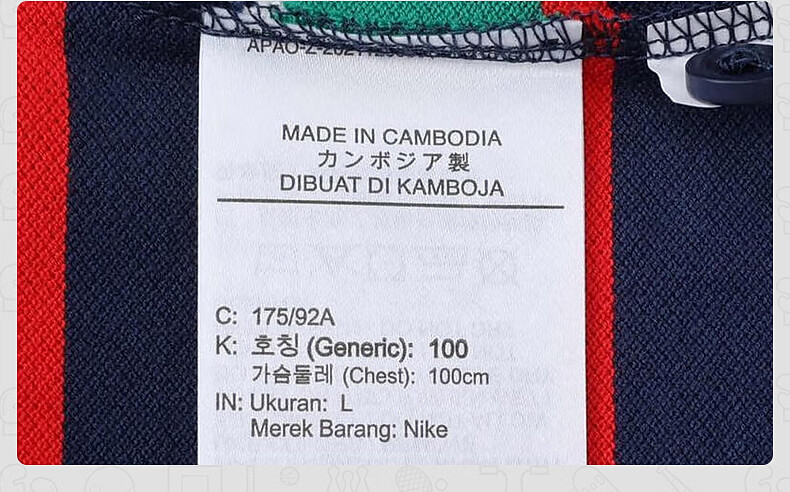 MADE IN CAMBODIA
カンボジア製
DIBUAT DI KAMBOJA
C: 175/92A
K: 호칭 (Generic): 100
가슴둘레 (Chest): 100cm
IN: Ukuran: L
Merek Barang: Nike